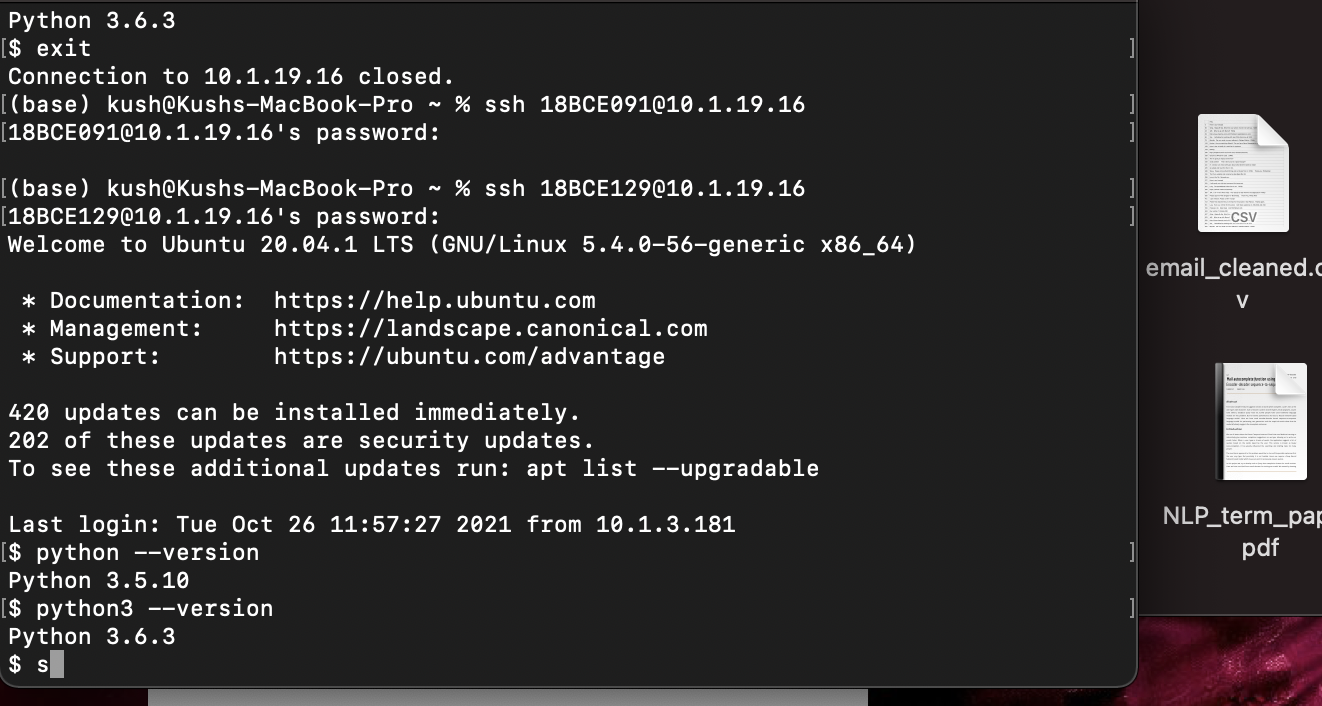 Python 3.6.3
[$ exit ]
Connection to 10.1.19.16 closed.
[(base) kush@Kushs-MacBook-Pro ~ % ssh 18BCE091@10.1.19.16 ]
[18BCE091@10.1.19.16's password: ]
[(base) kush@Kushs-MacBook-Pro ~ % ssh 18BCE129@10.1.19.16 ]
[18BCE129@10.1.19.16's password: ]
Welcome to Ubuntu 20.04.1 LTS (GNU/Linux 5.4.0-56-generic x86_64)
* Documentation: https://help.ubuntu.com
* Management: https://landscape.canonical.com
* Support: https://ubuntu.com/advantage
420 updates can be installed immediately.
202 of these updates are security updates.
To see these additional updates run: apt list --upgradable
Last login: Tue Oct 26 11:57:27 2021 from 10.1.3.181
[$ python --version ]
Python 3.5.10
[$ python3 --version ]
Python 3.6.3
$ s
CSV
email_cleaned.c
v
NLP_term_pap
pdf